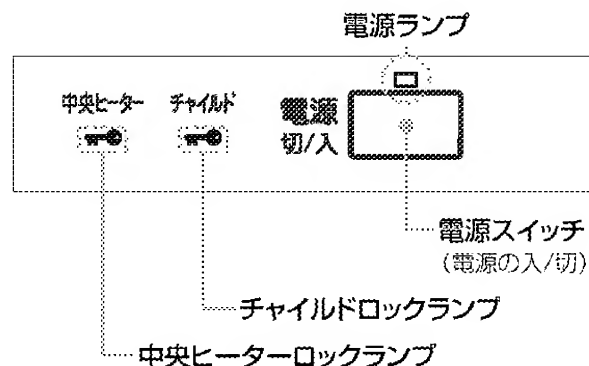 電源ランプ
中央ヒーター チャイルド 電源
切/入
電源スイッチ
(電源の入/切)
チャイルドロックランプ
中央ヒーターロックランプ